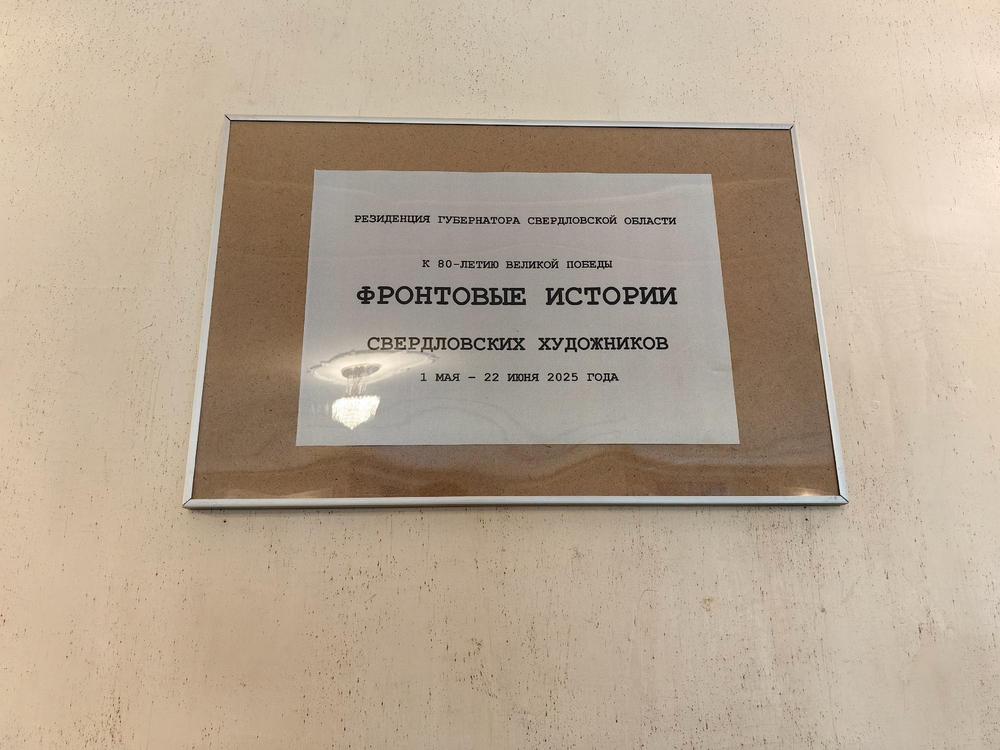 РЕЗИДЕНЦИЯ ГУБЕРНАТОРА СВЕРДЛОВСКОЙ ОБЛАСТИ
К 80-ЛЕТИЮ ВЕЛИКОЙ ПОБЕДЫ
ФРОНТОВЫЕ ИСТОРИИ
СВЕРДЛОВСКИХ ХУДОЖНИКОВ
1 МАЯ – 22 ИЮНЯ 2025 ГОДА